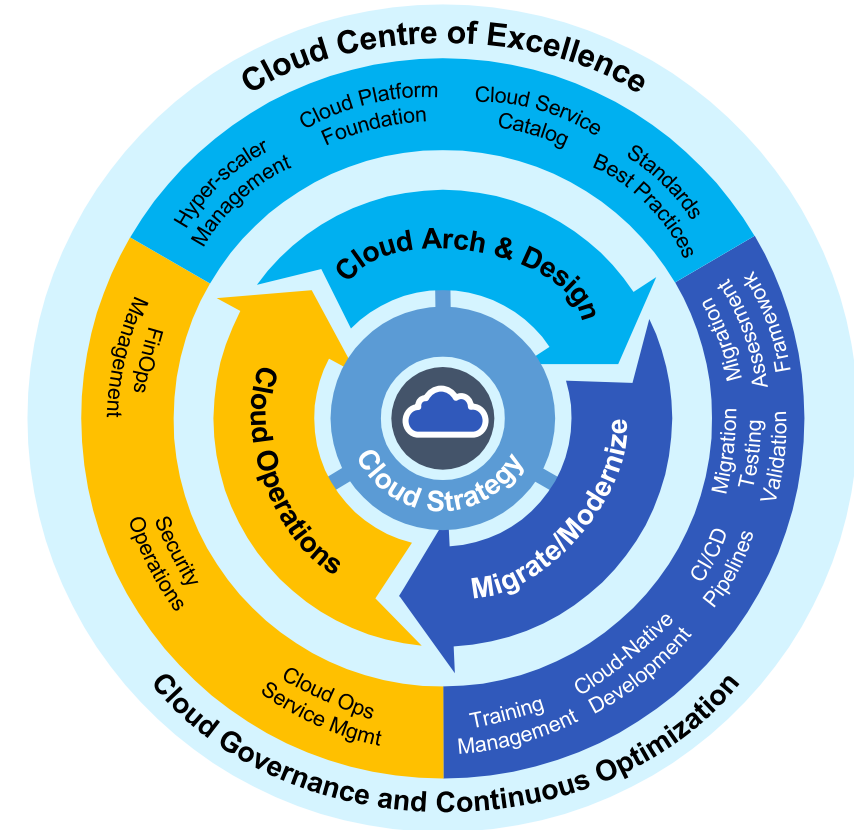 Cloud Centre of Excellence
Hyper-scaler
Management
Cloud Platform
Foundation
Cloud Service
Catalog
Standards
Best Practices
Migration
Assessment
Framework
Migration
Testing
Validation
CI/CD
Pipelines
Cloud-Native
Development
Training
Management
Cloud Ops
Service Mgmt
Security
Operations
FinOps
Management
Cloud Arch & Design
Migrate/Modernize
Cloud Operations
Cloud Strategy
Cloud Governance and Continuous Optimization